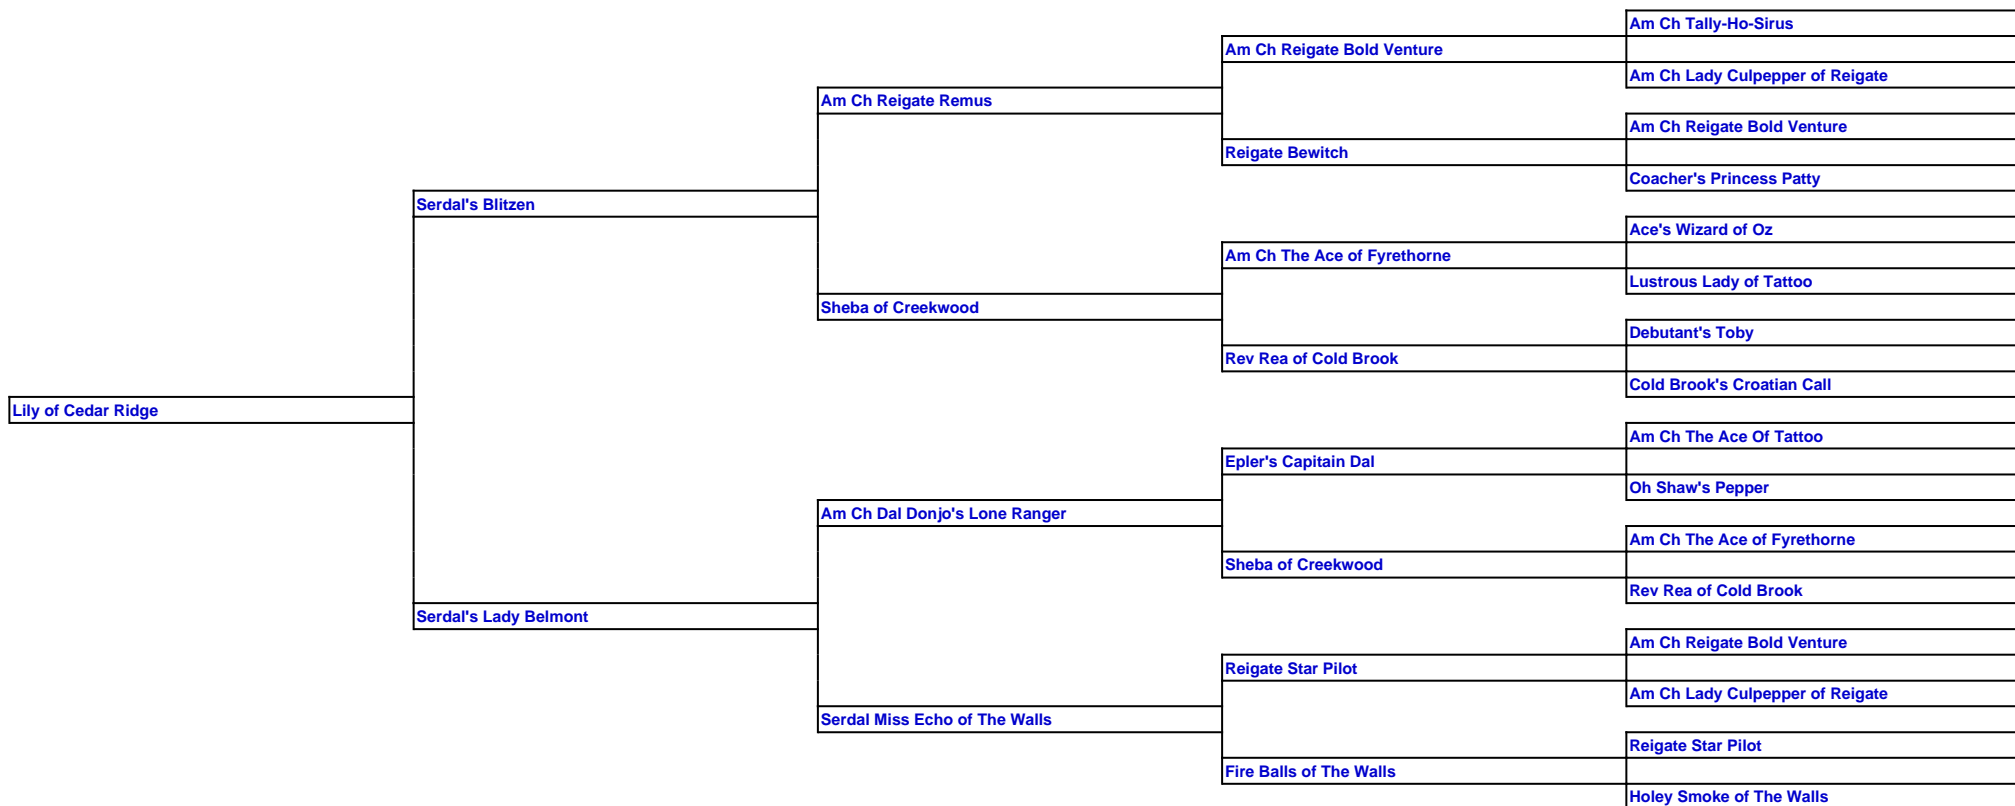 Am Ch Tally-Ho-Sirus
Am Ch Reigate Bold Venture
Am Ch Lady Culpepper of Reigate
Am Ch Reigate Remus
Am Ch Reigate Bold Venture
Reigate Bewitch
Coacher's Princess Patty
Serdal's Blitzen
Ace's Wizard of Oz
Am Ch The Ace of Fyrethorne
Lustrous Lady of Tattoo
Sheba of Creekwood
Debutant's Toby
Rev Rea of Cold Brook
Cold Brook's Croatian Call
Lily of Cedar Ridge
Am Ch The Ace Of Tattoo
Epler's Capitain Dal
Oh Shaw's Pepper
Am Ch Dal Donjo's Lone Ranger
Am Ch The Ace of Fyrethorne
Sheba of Creekwood
Rev Rea of Cold Brook
Serdal's Lady Belmont
Am Ch Reigate Bold Venture
Reigate Star Pilot
Am Ch Lady Culpepper of Reigate
Serdal Miss Echo of The Walls
Reigate Star Pilot
Fire Balls of The Walls
Holey Smoke of The Walls